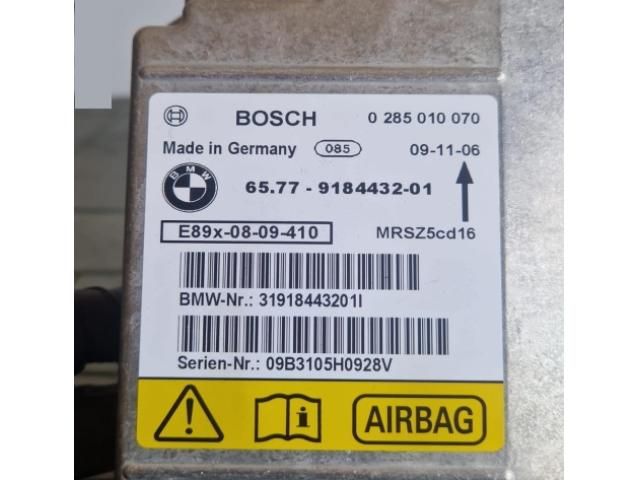 BOSCH 0 285 010 070
Made in Germany 085 09-11-06
BMW 65.77 - 9184432-01
E89x-08-09-410 MRSZ5cd16
BMW-Nr.: 31918443201I
Serien-Nr.: 09B3105H0928V
AIRBAG